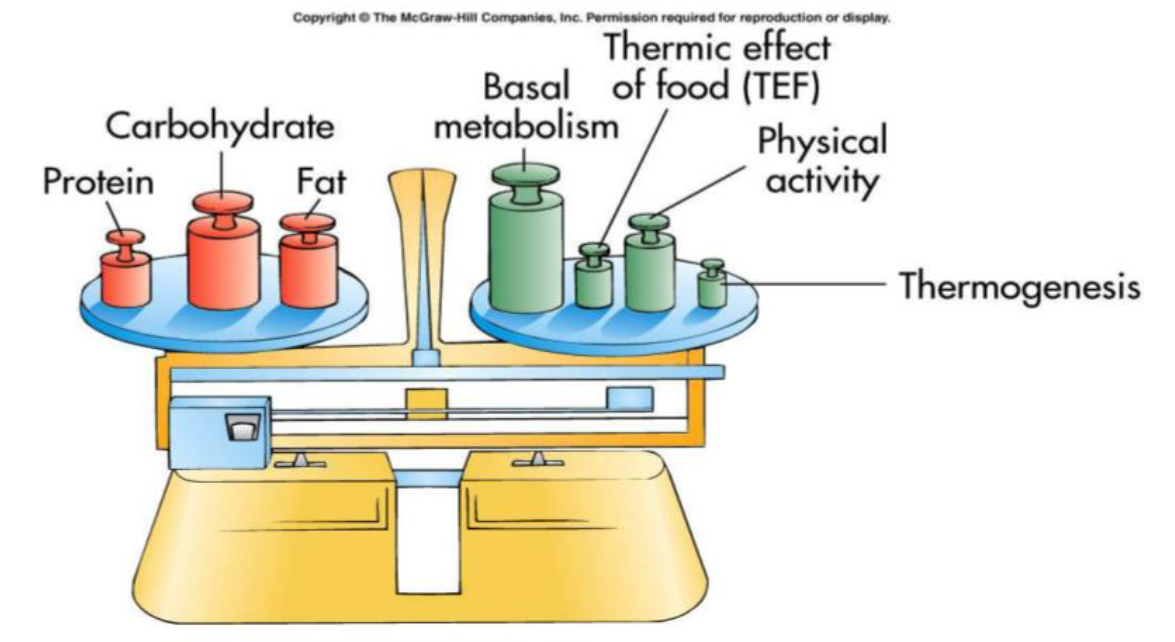 Copyright © The McGraw-Hill Companies, Inc. Permission required for reproduction or display.
Thermic effect
of food (TEF)
Basal
metabolism
Carbohydrate
Physical
activity
Protein
Fat
Thermogenesis